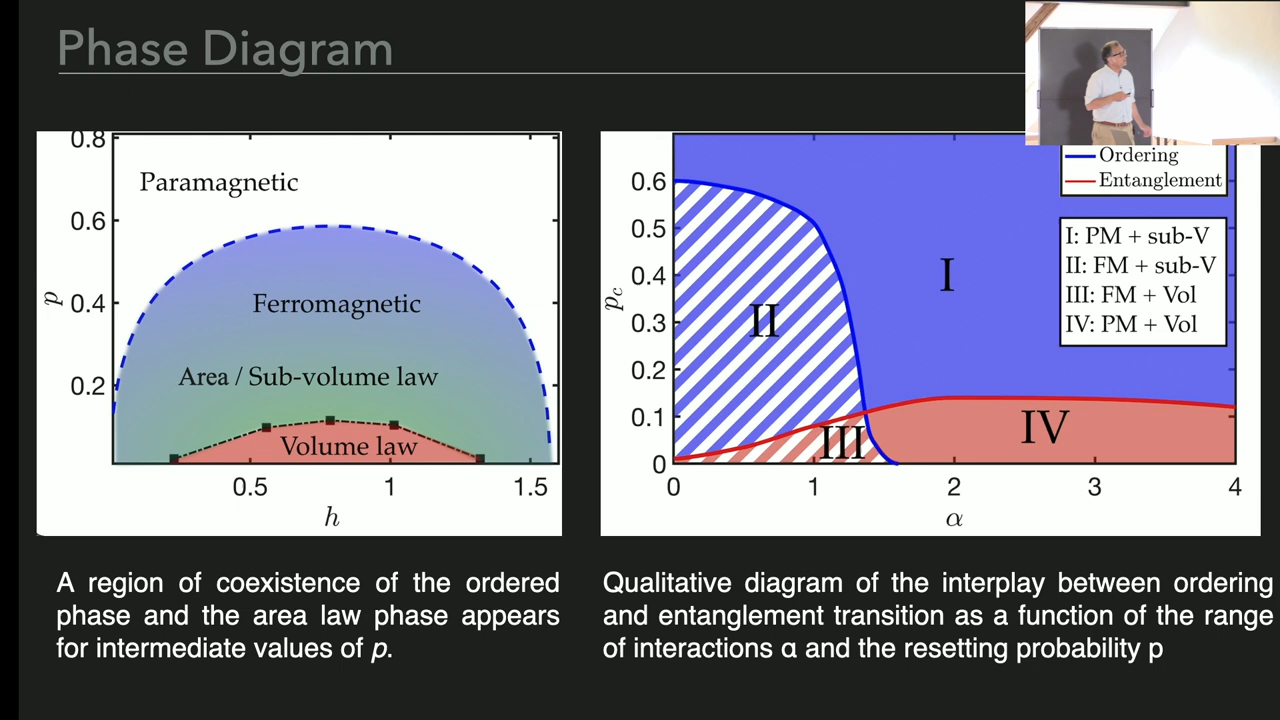 Phase Diagram
0.8
Paramagnetic
0.6
p
0.4
Ferromagnetic
Area / Sub-volume law
0.2
Volume law
0.5
1
1.5
h
Ordering
Entanglement
0.6
I: PM + sub-V
II: FM + sub-V
III: FM + Vol
IV: PM + Vol
0.5
0.4
p_c
0.3
0.2
0.1
0
I
II
III
IV
0
1
2
3
4
α
A region of coexistence of the ordered
phase and the area law phase appears
for intermediate values of p.
Qualitative diagram of the interplay between ordering
and entanglement transition as a function of the range
of interactions α and the resetting probability p